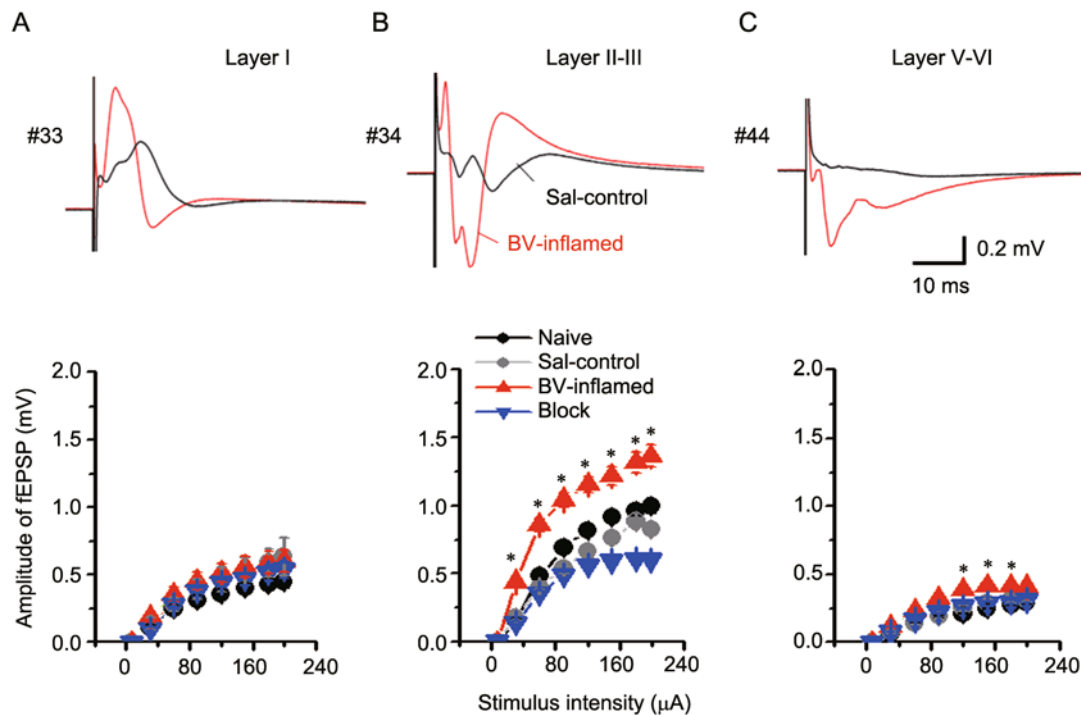 A
B
C
Layer I
Layer II-III
Layer V-VI
#33
#34
#44
Sal-control
BV-inflamed
0.2 mV
10 ms
Naive
Sal-control
BV-inflamed
Block
Amplitude of fEPSP (mV)
2.0
1.5
1.0
0.5
0.0
0 80 160 240
2.0
1.5
1.0
0.5
0.0
* * * * * * *
0 80 160 240
2.0
1.5
1.0
0.5
0.0
* * *
0 80 160 240
Stimulus intensity (μA)